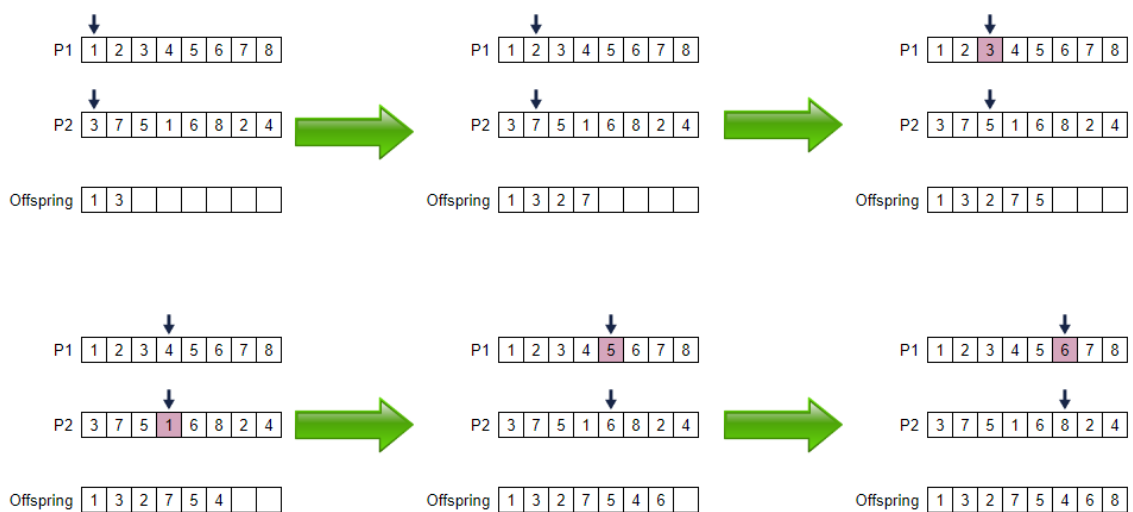 P1 1 2 3 4 5 6 7 8
P2 3 7 5 1 6 8 2 4
Offspring 1 3
P1 1 2 3 4 5 6 7 8
P2 3 7 5 1 6 8 2 4
Offspring 1 3 2 7
P1 1 2 3 4 5 6 7 8
P2 3 7 5 1 6 8 2 4
Offspring 1 3 2 7 5
P1 1 2 3 4 5 6 7 8
P2 3 7 5 1 6 8 2 4
Offspring 1 3 2 7 5 4
P1 1 2 3 4 5 6 7 8
P2 3 7 5 1 6 8 2 4
Offspring 1 3 2 7 5 4 6
P1 1 2 3 4 5 6 7 8
P2 3 7 5 1 6 8 2 4
Offspring 1 3 2 7 5 4 6 8